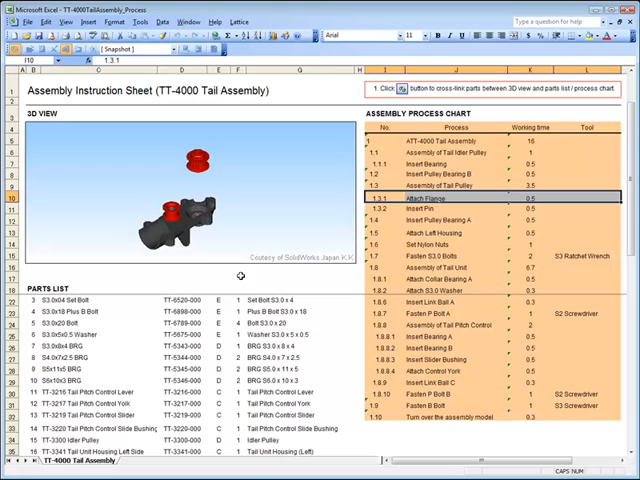 Microsoft Excel - TT-4000TailAssembly_Process
File Edit View Insert Format Tools Data Window Help Lattice
Type a question for help
[Snapshot] Arial 11 B I U
I10 1.3.1
B C D E F G H I J K L
Assembly Instruction Sheet (TT-4000 Tail Assembly)
1. Click button to cross-link parts between 3D view and parts list / process chart.
3D VIEW
Coutesy of SolidWorks Japan K.K.
ASSEMBLY PROCESS CHART
No. Process Working time Tool
1 ATT-4000 Tail Assembly 16
1.1 Assembly of Tail Idler Pulley 1
1.1.1 Insert Bearing 0.5
1.2 Insert Pulley Bearing B 0.5
1.3 Assembly of Tail Pulley 3.5
1.3.1 Attach Flange 0.5
1.3.2 Insert Pin 0.5
1.4 Insert Pulley Bearing A 0.5
1.5 Attach Left Housing 0.5
1.6 Set Nylon Nuts 1
1.7 Fasten S3.0 Bolts 2 S3 Ratchet Wrench
1.8 Assembly of Tail Unit 6.7
1.8.1 Attach Collar Bearing A 0.5
1.8.2 Attach S3.0 Washer 0.3
1.8.6 Insert Link Ball A 0.3
1.8.7 Fasten P Bolt A 1 S2 Screwdriver
1.8.8 Assembly of Tail Pitch Control 2
1.8.8.1 Insert Bearing A 0.5
1.8.8.2 Insert Bearing B 0.5
1.8.8.3 Insert Slider Bushing 0.5
1.8.8.4 Attach Control York 0.5
1.8.9 Insert Link Ball C 0.3
1.8.10 Fasten P Bolt B 1 S2 Screwdriver
1.9 Fasten B Bolt 1 S3 Screwdriver
1.10 Turn over the assembly model 0.3
PARTS LIST
3 S3.0x04 Set Bolt TT-6520-000 E 1 Set Bolt S3.0 x 4
4 S3.0x18 Plus B Bolt TT-6898-000 E 1 Plus B Bolt S3.0 x 18
5 S3.0x20 Bolt TT-6789-000 E 4 Bolt S3.0 x 20
6 S3.0x5x0.5 Washer TT-5675-000 E 1 Washer S3.0 x 5 x 0.5
7 S3.0x8x4 BRG TT-5343-000 D 1 BRG S3.0 x 8 x 4
8 S4.0x7x2.5 BRG TT-5344-000 D 2 BRG S4.0 x 7 x 2.5
9 S5x11x5 BRG TT-5345-000 D 2 BRG S5.0 x 11 x 5
10 S6x10x3 BRG TT-5346-000 D 2 BRG S6.0 x 10 x 3
11 TT-3216 Tail Pitch Control Lever TT-3216-000 C 1 Tail Pitch Control Lever
12 TT-3217 Tail Control York TT-3217-000 C 1 Tail Pitch Control York
13 TT-3219 Tail Pitch Control Slider TT-3219-000 C 1 Tail Pitch Control Slider
14 TT-3220 Tail Pitch Slide Bushing TT-3220-000 C 1 Tail Pitch Control Slide Bushing
15 TT-3300 Idler Pulley TT-3300-000 D 1 Idler Pulley
16 TT-3341 Tail Unit Housing Left Side TT-3341-000 C 1 Tail Unit Housing (Left)
TT-4000 Tail Assembly
CAPS NUM